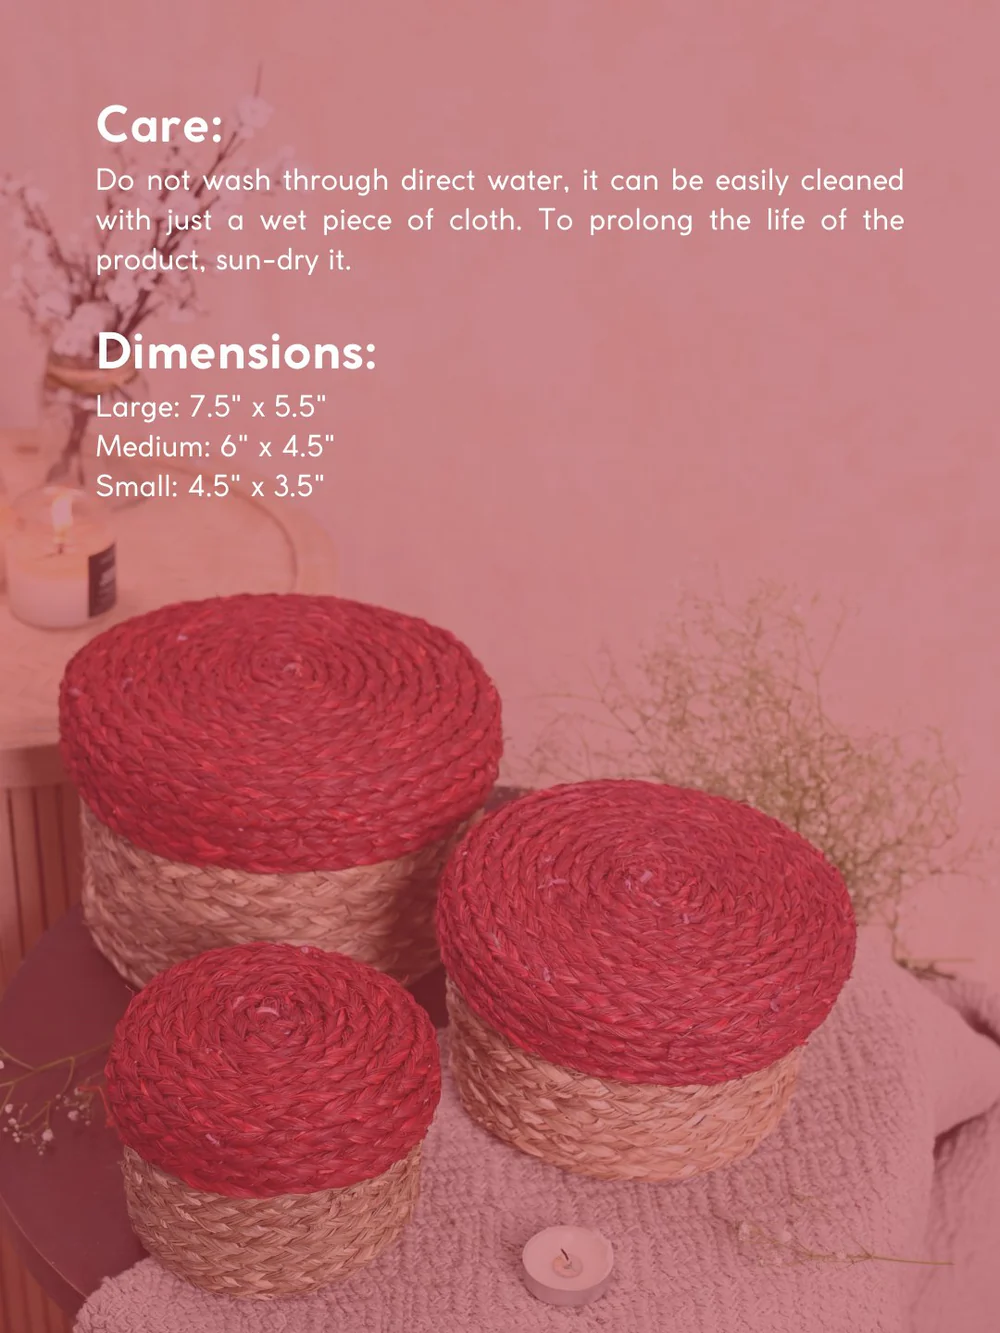 Care:
Do not wash through direct water, it can be easily cleaned
with just a wet piece of cloth. To prolong the life of the
product, sun-dry it.
Dimensions:
Large: 7.5" x 5.5"
Medium: 6" x 4.5"
Small: 4.5" x 3.5"